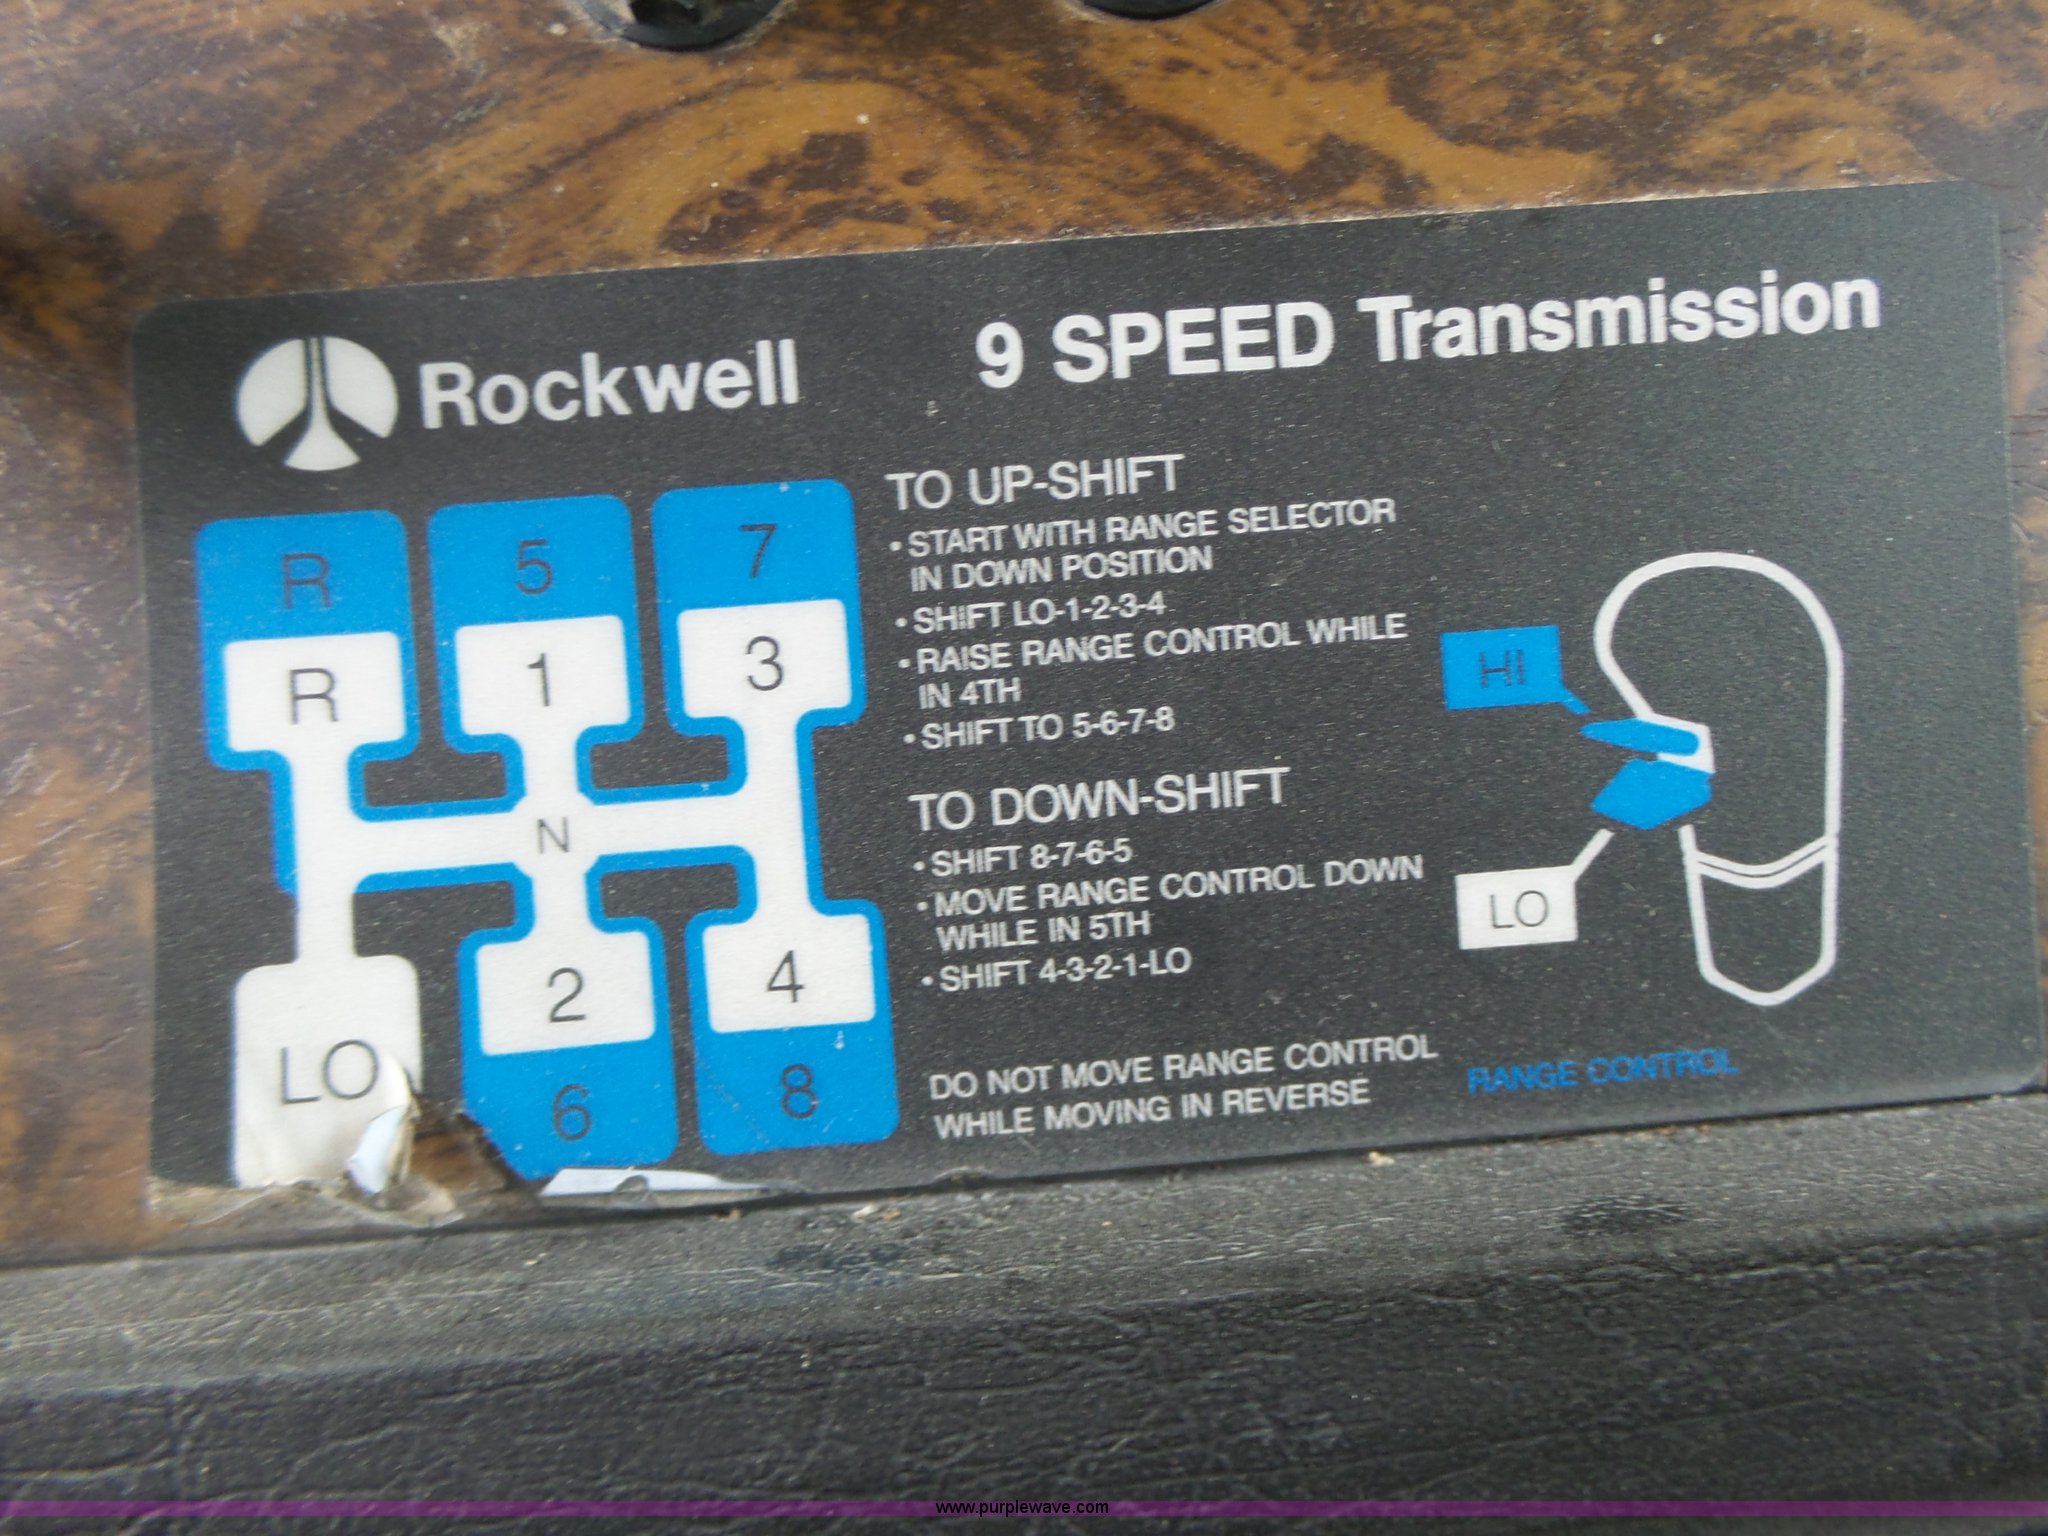 Rockwell
9 SPEED Transmission
R
5
7
R
1
3
N
LO
2
4
6
8
TO UP-SHIFT
• START WITH RANGE SELECTOR
IN DOWN POSITION
• SHIFT LO-1-2-3-4
• RAISE RANGE CONTROL WHILE
IN 4TH
• SHIFT TO 5-6-7-8
TO DOWN-SHIFT
• SHIFT 8-7-6-5
• MOVE RANGE CONTROL DOWN
WHILE IN 5TH
• SHIFT 4-3-2-1-LO
DO NOT MOVE RANGE CONTROL
WHILE MOVING IN REVERSE
HI
LO
RANGE CONTROL
www.purplewave.com